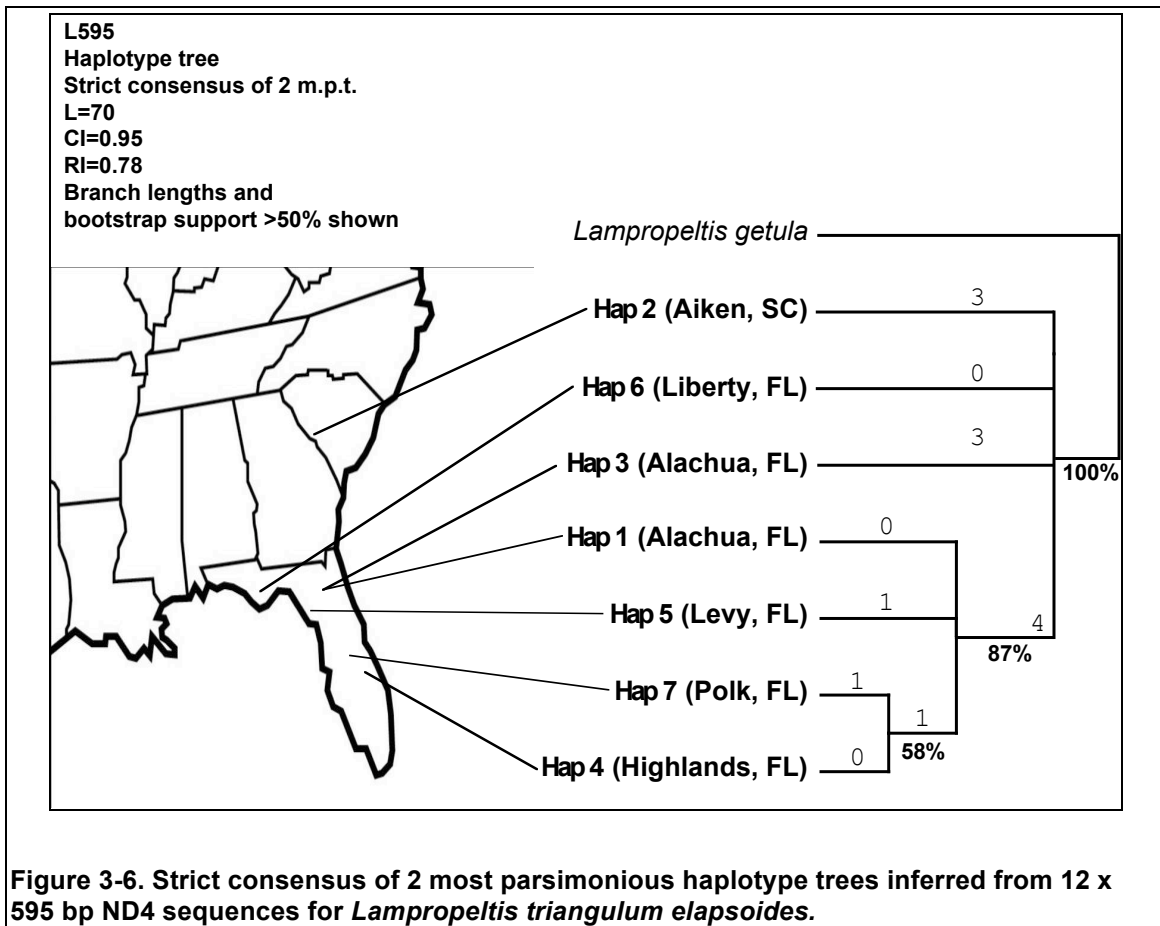 L595
Haplotype tree
Strict consensus of 2 m.p.t.
L=70
CI=0.95
RI=0.78
Branch lengths and
bootstrap support >50% shown
Lampropeltis getula
Hap 2 (Aiken, SC)
3
Hap 6 (Liberty, FL)
0
Hap 3 (Alachua, FL)
3
100%
Hap 1 (Alachua, FL)
0
Hap 5 (Levy, FL)
1
4
87%
Hap 7 (Polk, FL)
1
1
58%
Hap 4 (Highlands, FL)
0
Figure 3-6. Strict consensus of 2 most parsimonious haplotype trees inferred from 12 x
595 bp ND4 sequences for Lampropeltis triangulum elapsoides.